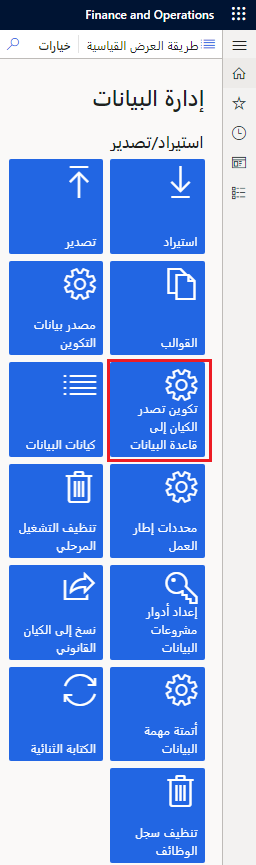 Finance and Operations
طريقة العرض القياسية خيارات
إدارة البيانات
استيراد/تصدير
استيراد
تصدير
القوالب
مصدر بيانات
التكوين
تكوين تصدر
الكيان إلى
قاعدة البيانات
كيانات البيانات
محددات إطار
العمل
تنظيف التشغيل
المرحلي
إعداد أدوار
مشروعات
البيانات
نسخ إلى الكيان
القانوني
أتمتة مهمة
البيانات
الكتابة الثنائية
تنظيف سجل
الوظائف